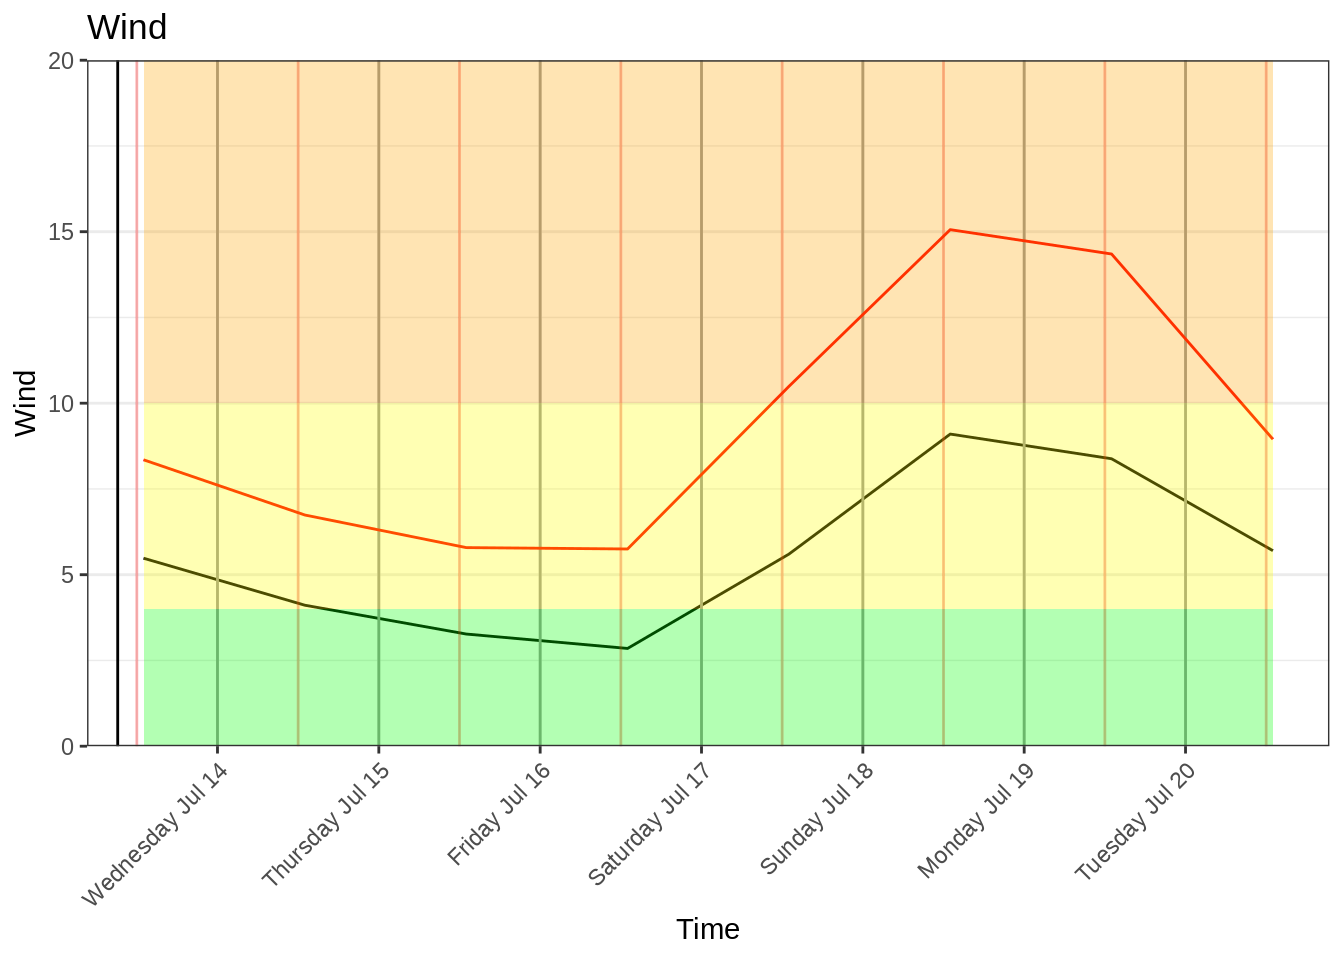 Wind
20
15
10
5
0
Wind
Wednesday Jul 14
Thursday Jul 15
Friday Jul 16
Saturday Jul 17
Sunday Jul 18
Monday Jul 19
Tuesday Jul 20
Time